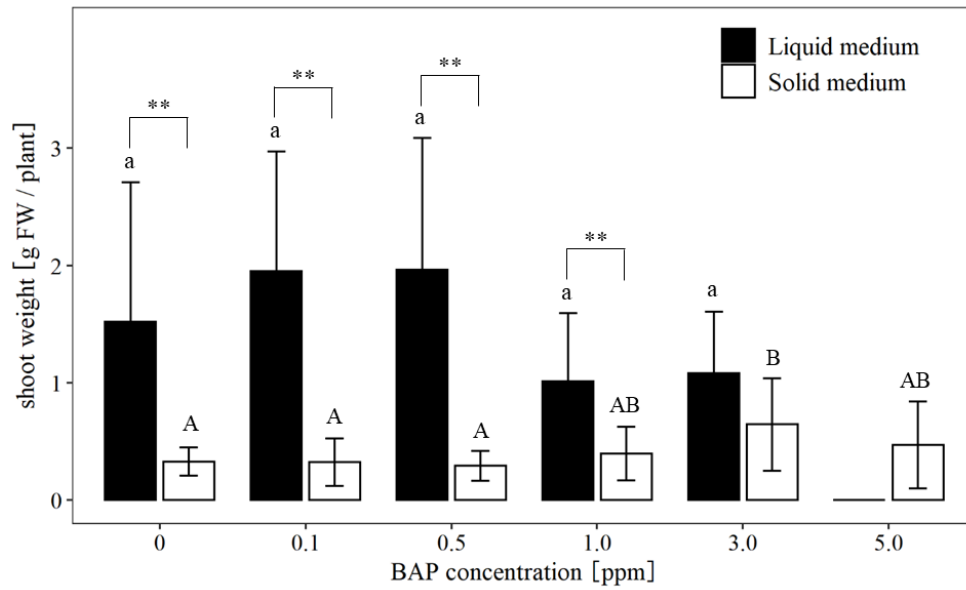 Liquid medium
Solid medium
** ** ** **
a a a a a
A A A AB B AB
shoot weight [g FW / plant]
3
2
1
0
0 0.1 0.5 1.0 3.0 5.0
BAP concentration [ppm]